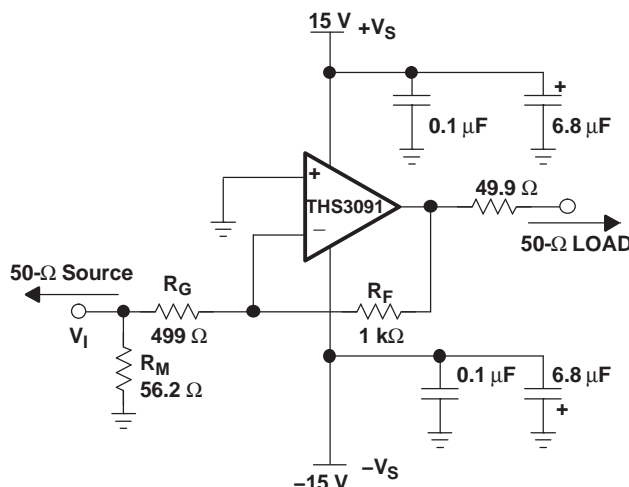 15 V +VS
0.1 µF
6.8 µF
+
+
THS3091
−
49.9 Ω
50-Ω LOAD
50-Ω Source
RG
RF
VI
499 Ω
1 kΩ
RM
56.2 Ω
0.1 µF
6.8 µF
+
−15 V
−VS